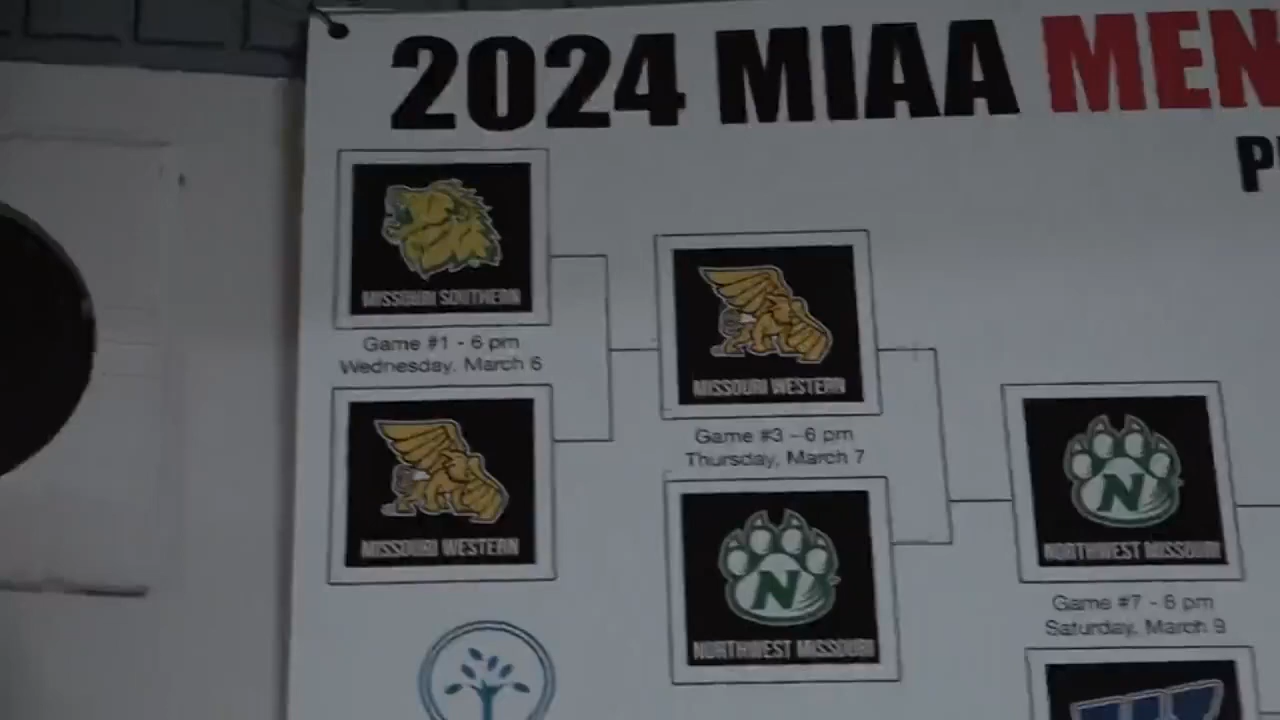 2024 MIAA MEN
MISSOURI SOUTHERN
Game #1 - 6 pm
Wednesday, March 6
MISSOURI WESTERN
MISSOURI WESTERN
Game #3 - 6 pm
Thursday, March 7
N
NORTHWEST MISSOURI
N
NORTHWEST MISSOURI
Game #7 - 6 pm
Saturday, March 9